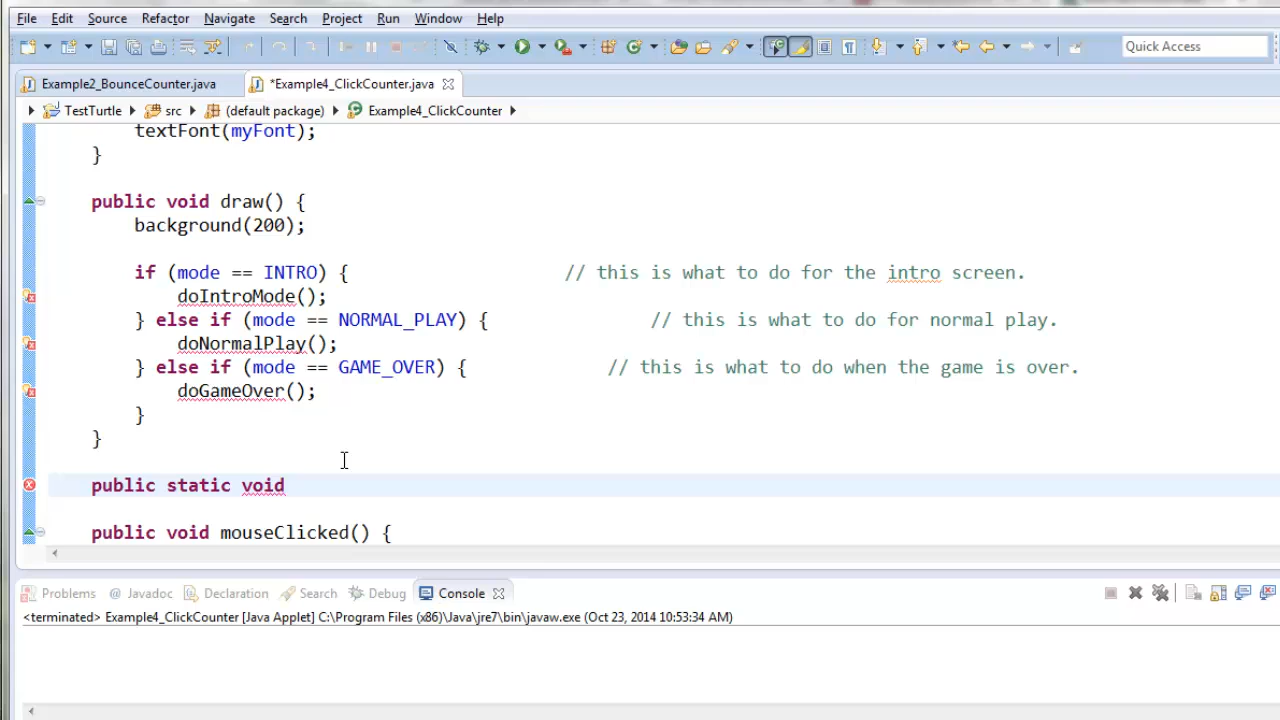 File Edit Source Refactor Navigate Search Project Run Window Help
Quick Access
Example2_BounceCounter.java *Example4_ClickCounter.java
TestTurtle src (default package) Example4_ClickCounter
textFont(myFont);
}
public void draw() {
background(200);
if (mode == INTRO) { // this is what to do for the intro screen.
doIntroMode();
} else if (mode == NORMAL_PLAY) { // this is what to do for normal play.
doNormalPlay();
} else if (mode == GAME_OVER) { // this is what to do when the game is over.
doGameOver();
}
}
public static void
public void mouseClicked() {
Problems @ Javadoc Declaration Search Debug Console
<terminated> Example4_ClickCounter [Java Applet] C:\Program Files (x86)\Java\jre7\bin\javaw.exe (Oct 23, 2014 10:53:34 AM)